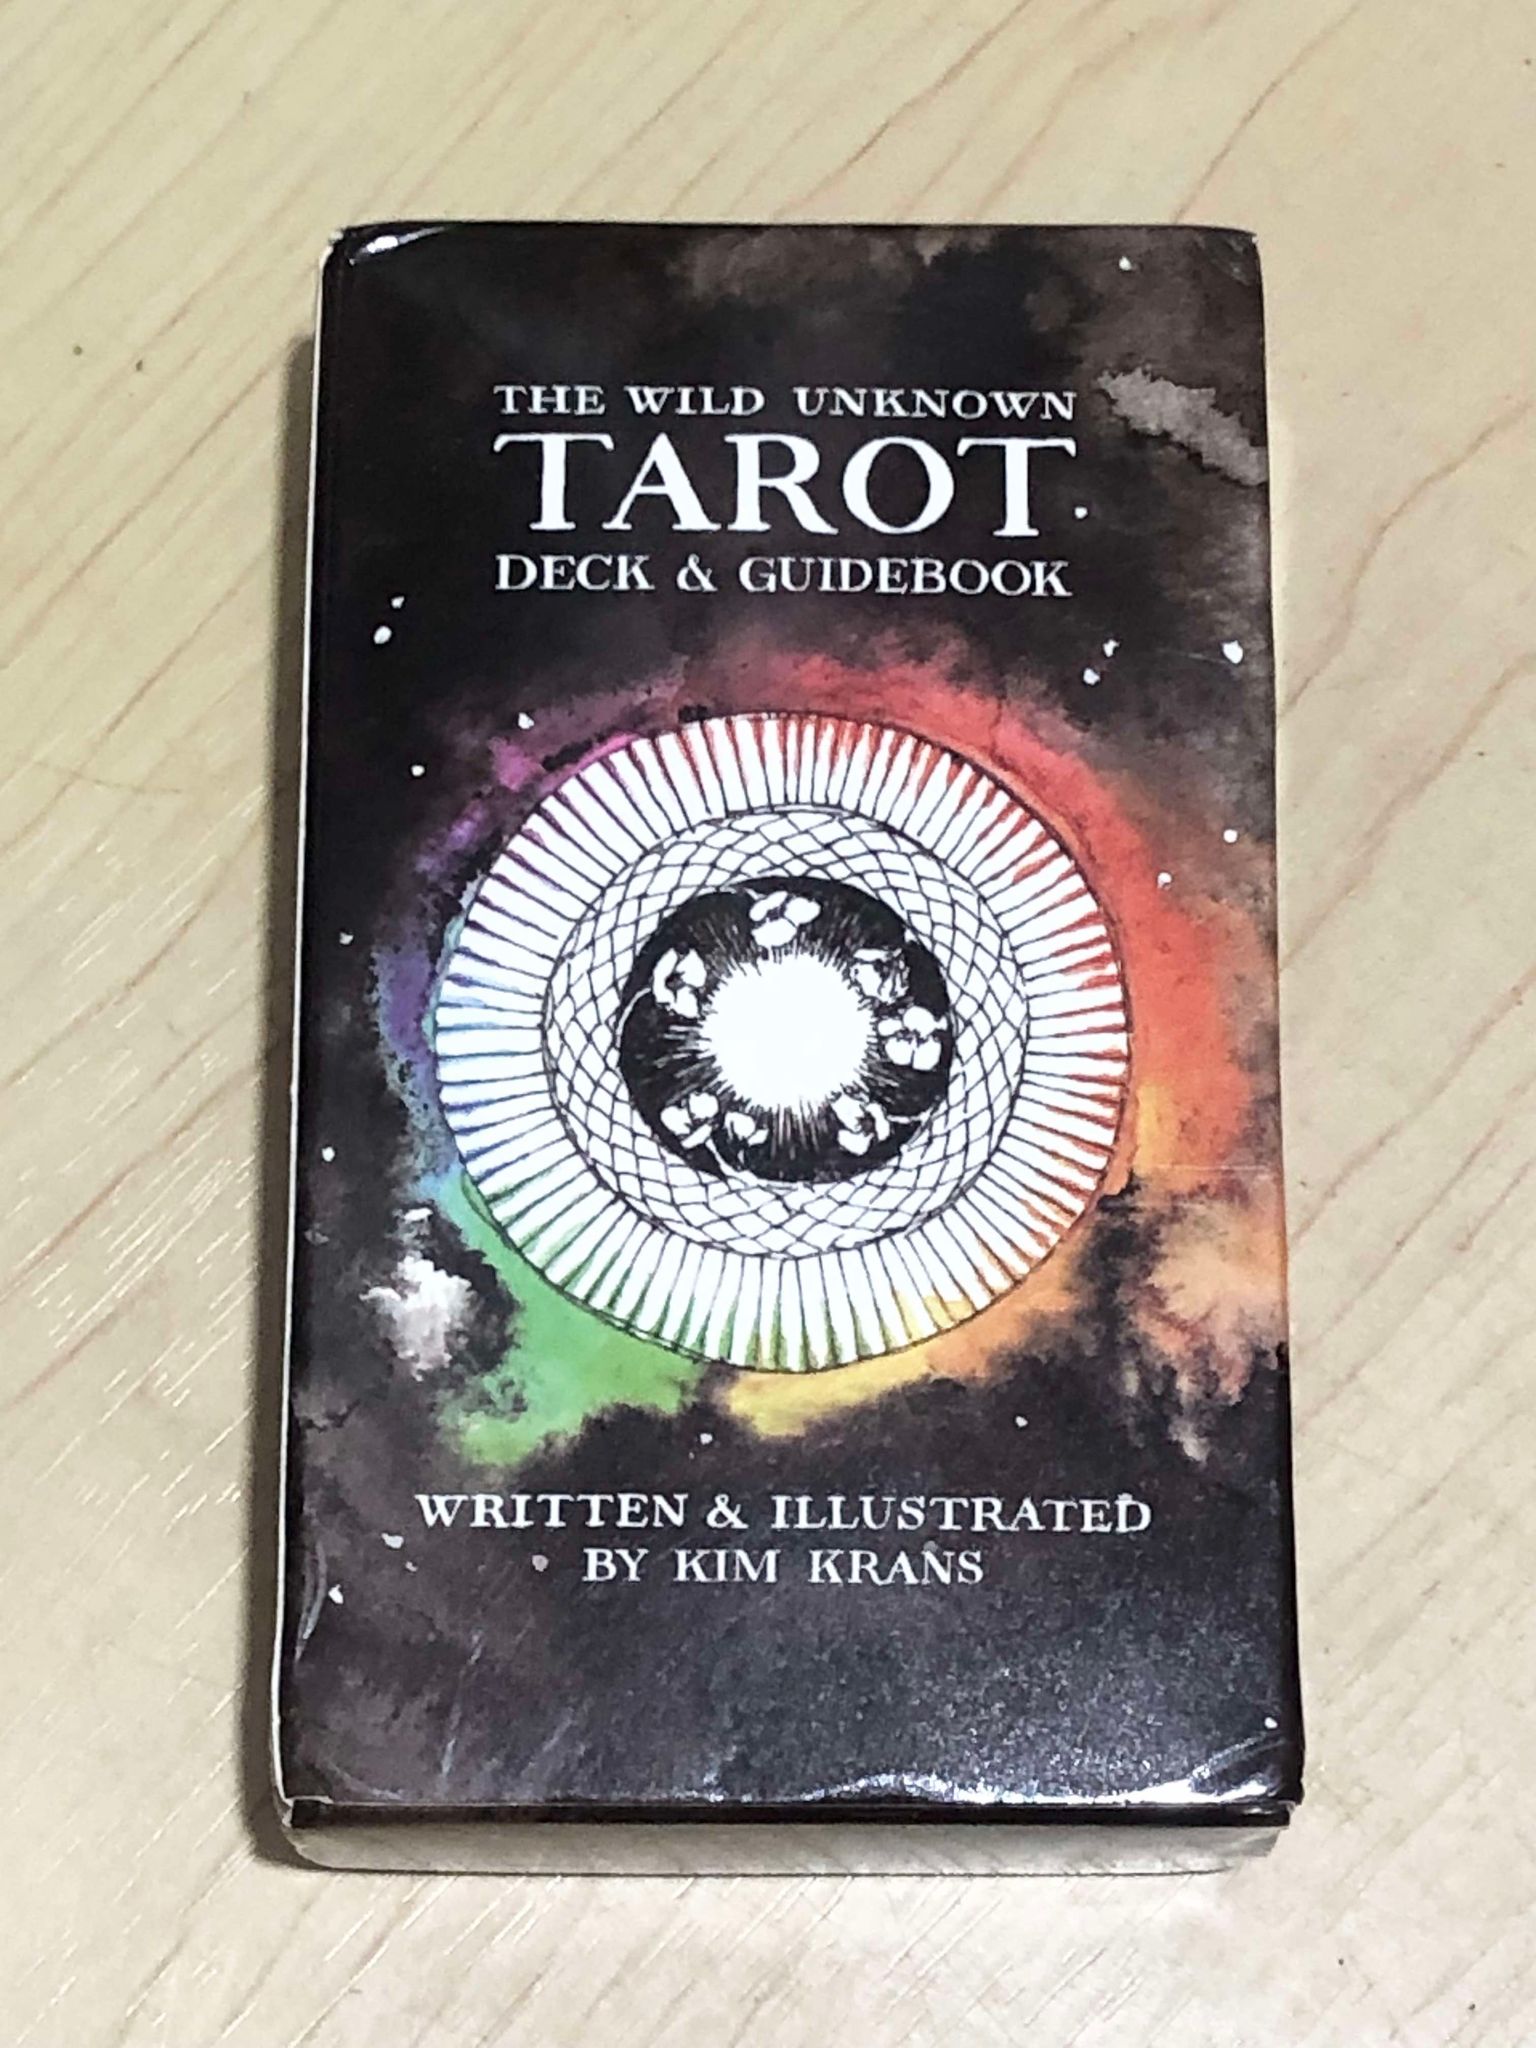 THE WILD UNKNOWN
TAROT
DECK & GUIDEBOOK
WRITTEN & ILLUSTRATED
BY KIM KRANS